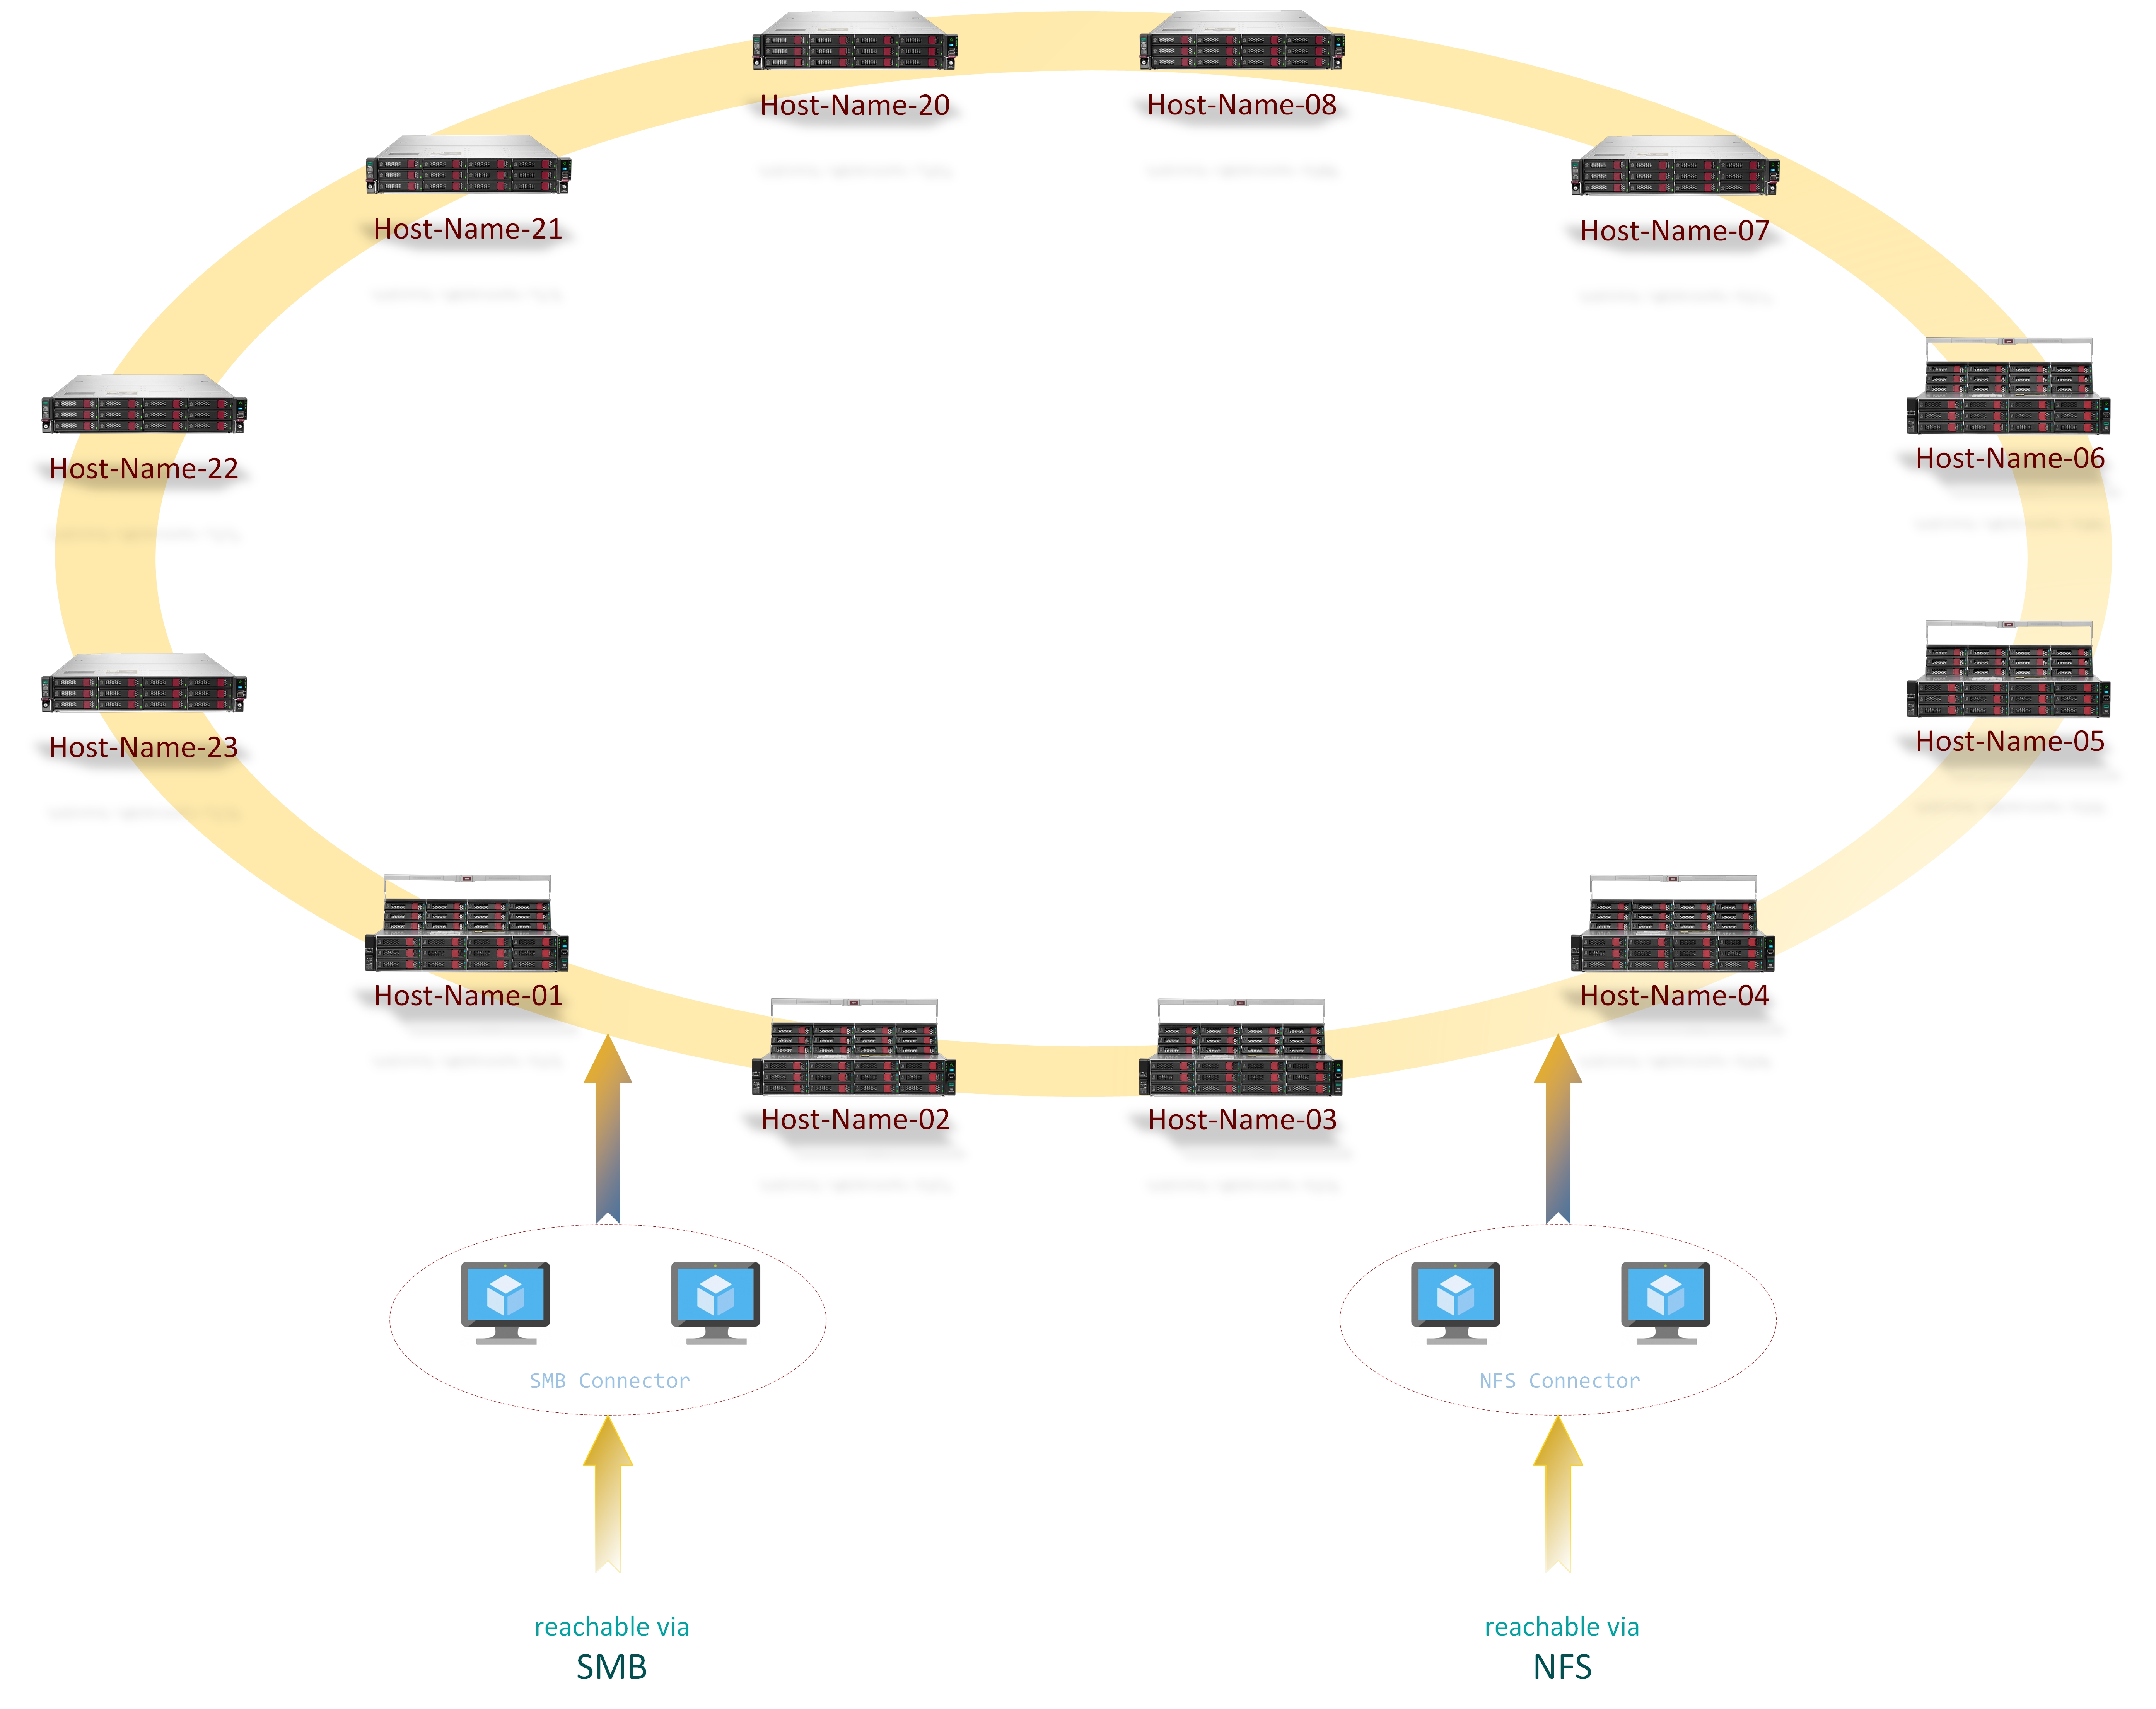 Host-Name-20
Host-Name-08
Host-Name-21
Host-Name-07
Host-Name-22
Host-Name-06
Host-Name-23
Host-Name-05
Host-Name-01
Host-Name-04
Host-Name-02
Host-Name-03
SMB Connector
NFS Connector
reachable via
SMB
reachable via
NFS